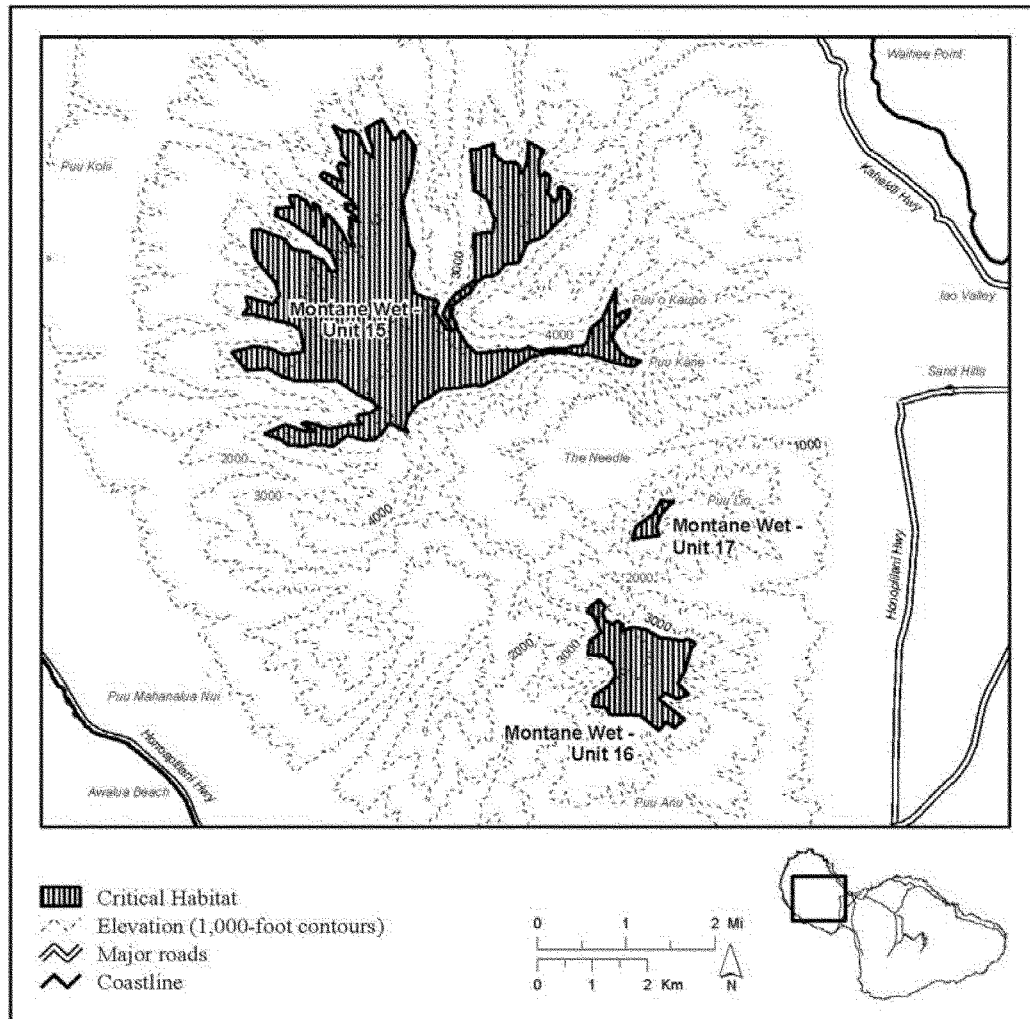 Waihee Point
Puu Kolii
Kahekili Hwy
3000
Iao Valley
Puu o Kaupo
Montane Wet -
Unit 15
4000
Puu Kane
Sand Hills
1000
2000
The Needle
3000
Puu Lio
4000
Montane Wet -
Unit 17
Honoapiilani Hwy
2000
3000
2000
3000
Puu Mahanalua Nui
Montane Wet -
Unit 16
Honoapiilani Hwy
Awalua Beach
Puu Anu
Critical Habitat
Elevation (1,000-foot contours)
Major roads
Coastline
0 1 2 Mi
0 1 2 Km
N